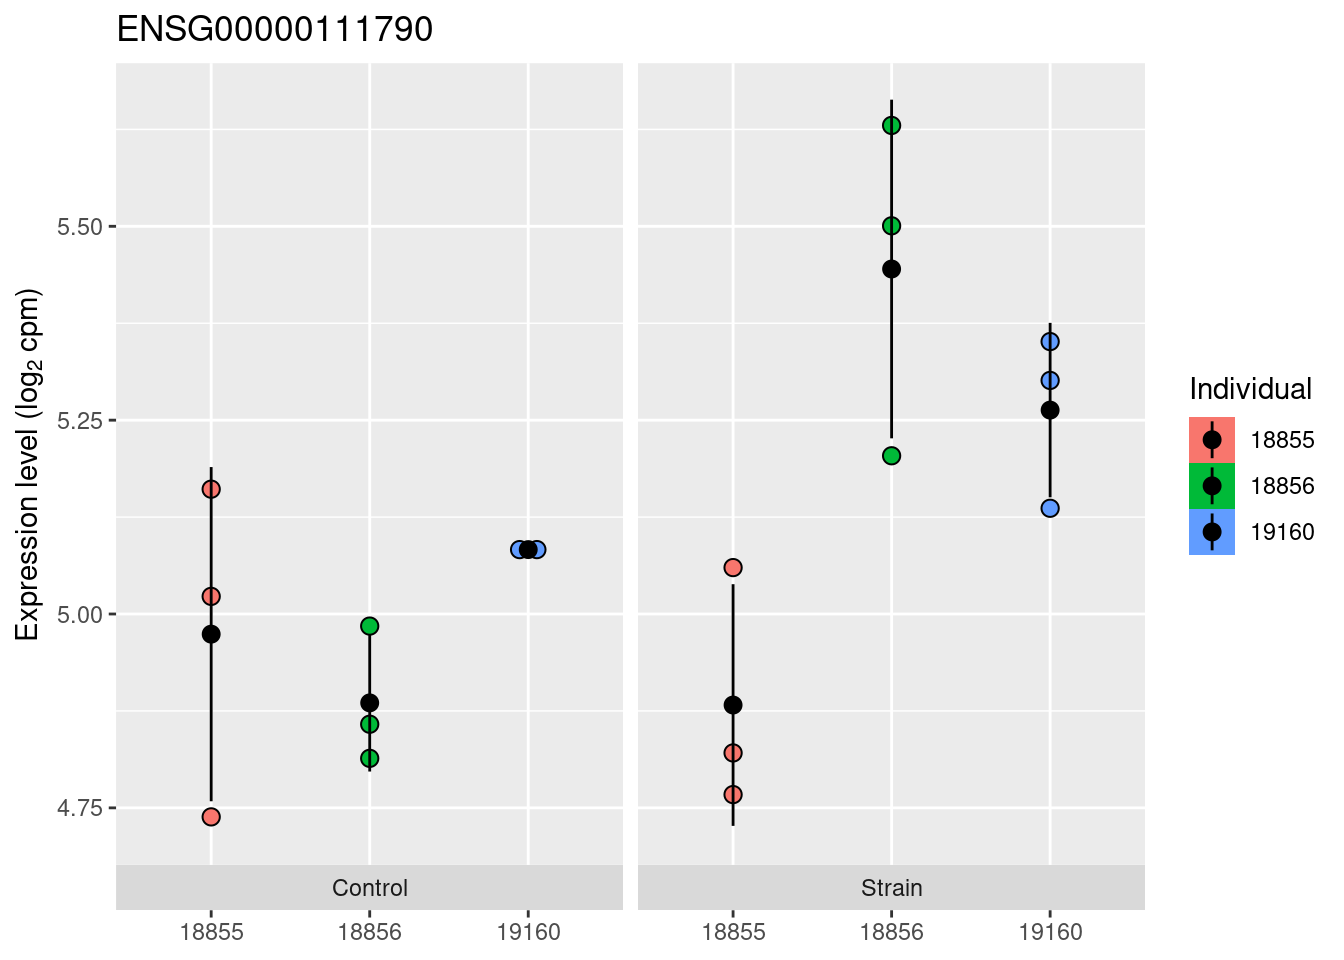 ENSG00000111790
Expression level (log₂ cpm)
5.50
5.25
5.00
4.75
Control
Strain
18855
18856
19160
18855
18856
19160
Individual
18855
18856
19160